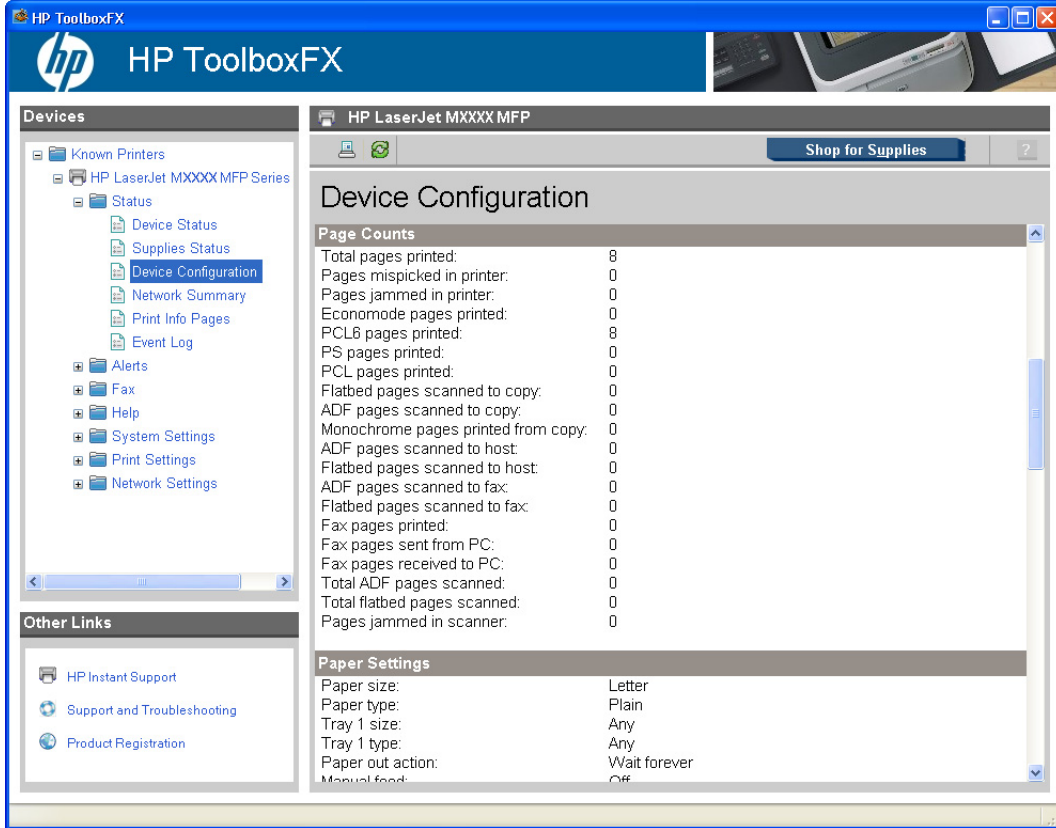 HP ToolboxFX
hp
HP ToolboxFX
Devices
Known Printers
HP LaserJet MXXXX MFP Series
Status
Device Status
Supplies Status
Device Configuration
Network Summary
Print Info Pages
Event Log
Alerts
Fax
Help
System Settings
Print Settings
Network Settings
Other Links
HP Instant Support
Support and Troubleshooting
Product Registration
HP LaserJet MXXXX MFP
Shop for Supplies
?
Device Configuration
Page Counts
Total pages printed: 8
Pages mispicked in printer: 0
Pages jammed in printer: 0
Economode pages printed: 0
PCL6 pages printed: 8
PS pages printed: 0
PCL pages printed: 0
Flatbed pages scanned to copy: 0
ADF pages scanned to copy: 0
Monochrome pages printed from copy: 0
ADF pages scanned to host: 0
Flatbed pages scanned to host: 0
ADF pages scanned to fax: 0
Flatbed pages scanned to fax: 0
Fax pages printed: 0
Fax pages sent from PC: 0
Fax pages received to PC: 0
Total ADF pages scanned: 0
Total flatbed pages scanned: 0
Pages jammed in scanner: 0
Paper Settings
Paper size: Letter
Paper type: Plain
Tray 1 size: Any
Tray 1 type: Any
Paper out action: Wait forever
Manual feed: Off